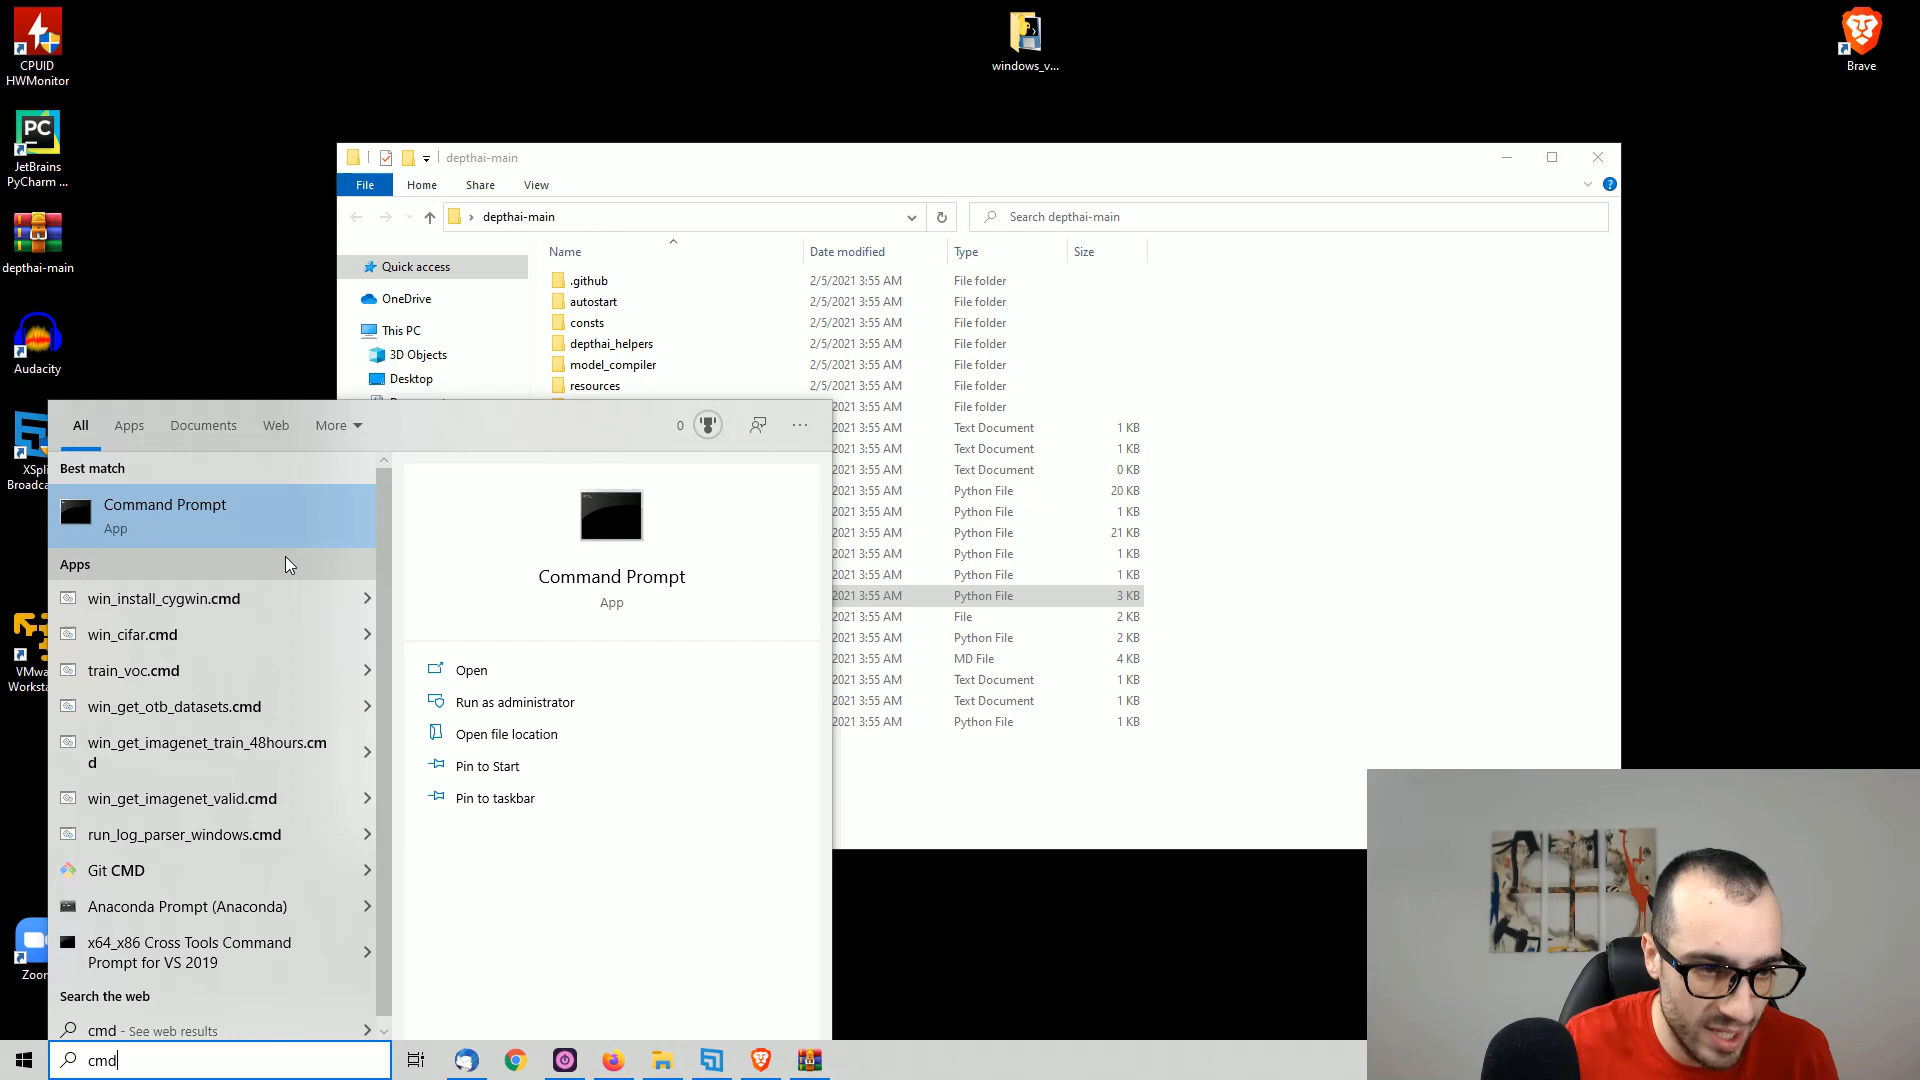 CPUID
HWMonitor
JetBrains
PyCharm ...
depthai-main
Audacity
XSpli
Broadca
VMwa
Worksta
Zoon
windows_v...
Brave
depthai-main
File
Home
Share
View
depthai-main
Search depthai-main
Quick access
OneDrive
This PC
3D Objects
Desktop
Name
Date modified
Type
Size
.github
2/5/2021 3:55 AM
File folder
autostart
2/5/2021 3:55 AM
File folder
consts
2/5/2021 3:55 AM
File folder
depthai_helpers
2/5/2021 3:55 AM
File folder
model_compiler
2/5/2021 3:55 AM
File folder
resources
2/5/2021 3:55 AM
File folder
2021 3:55 AM
File folder
2021 3:55 AM
Text Document
1 KB
2021 3:55 AM
Text Document
1 KB
2021 3:55 AM
Text Document
0 KB
2021 3:55 AM
Python File
20 KB
2021 3:55 AM
Python File
1 KB
2021 3:55 AM
Python File
21 KB
2021 3:55 AM
Python File
1 KB
2021 3:55 AM
Python File
1 KB
2021 3:55 AM
Python File
3 KB
2021 3:55 AM
File
2 KB
2021 3:55 AM
Python File
2 KB
2021 3:55 AM
MD File
4 KB
2021 3:55 AM
Text Document
1 KB
2021 3:55 AM
Text Document
1 KB
2021 3:55 AM
Python File
1 KB
All
Apps
Documents
Web
More
0
Best match
Command Prompt
App
Apps
win_install_cygwin.cmd
win_cifar.cmd
train_voc.cmd
win_get_otb_datasets.cmd
win_get_imagenet_train_48hours.cm
d
win_get_imagenet_valid.cmd
run_log_parser_windows.cmd
Git CMD
Anaconda Prompt (Anaconda)
x64_x86 Cross Tools Command
Prompt for VS 2019
Search the web
cmd - See web results
Command Prompt
App
Open
Run as administrator
Open file location
Pin to Start
Pin to taskbar
cmd